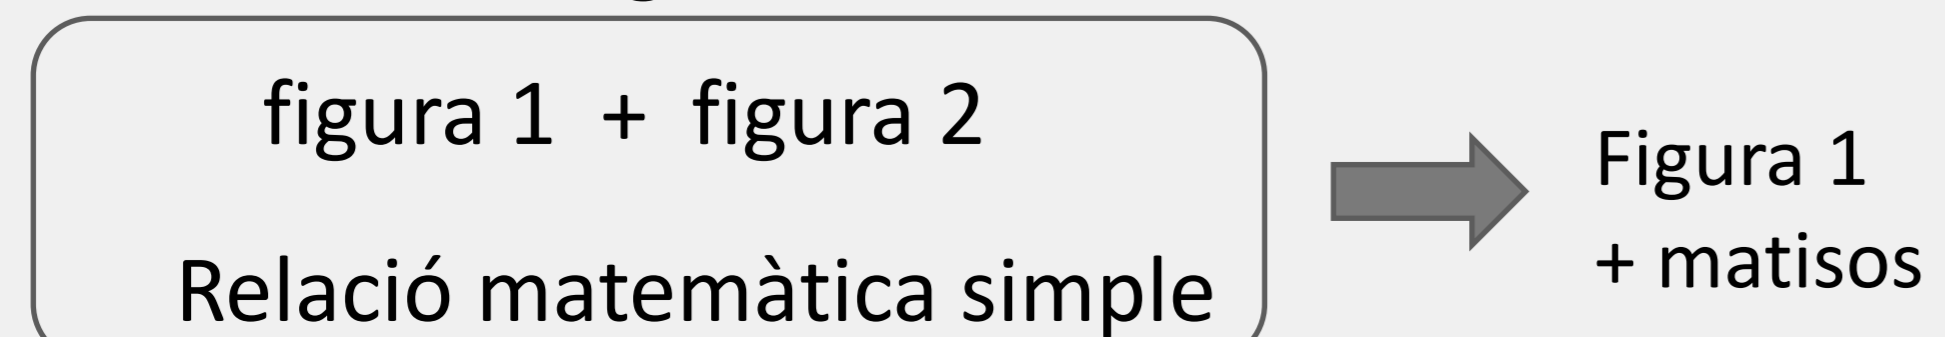 figura 1 + figura 2
Relació matemàtica simple
Figura 1
+ matisos